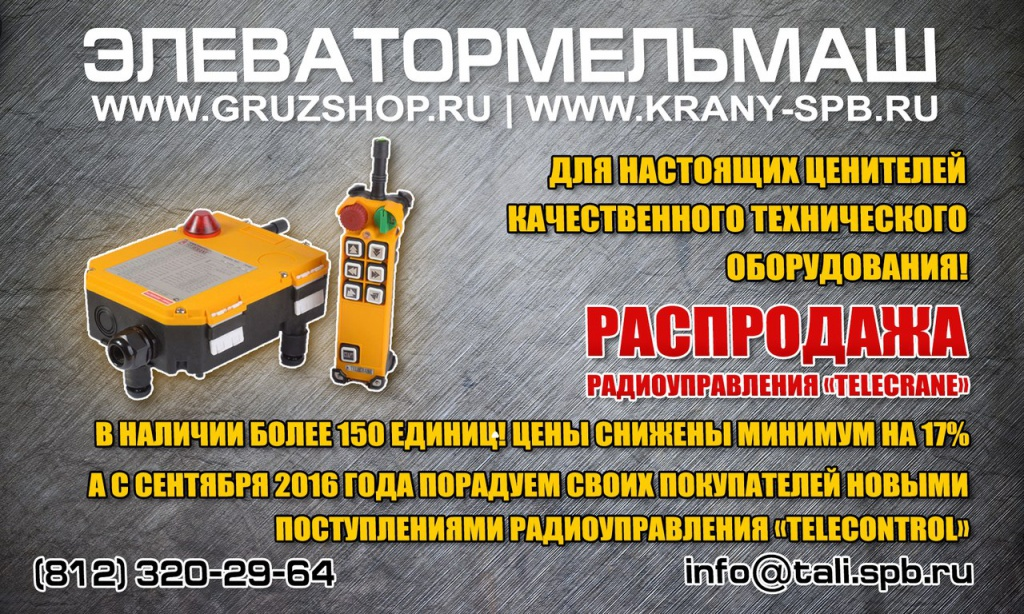 ЭЛЕВАТОРМЕЛЬМАШ
WWW.GRUZSHOP.RU | WWW.KRANY-SPB.RU
ДЛЯ НАСТОЯЩИХ ЦЕНИТЕЛЕЙ
КАЧЕСТВЕННОГО ТЕХНИЧЕСКОГО
ОБОРУДОВАНИЯ!
РАСПРОДАЖА
РАДИОУПРАВЛЕНИЯ «TELECRANE»
В НАЛИЧИИ БОЛЕЕ 150 ЕДИНИЦ! ЦЕНЫ СНИЖЕНЫ МИНИМУМ НА 17%
А С СЕНТЯБРЯ 2016 ГОДА ПОРАДУЕМ СВОИХ ПОКУПАТЕЛЕЙ НОВЫМИ
ПОСТУПЛЕНИЯМИ РАДИОУПРАВЛЕНИЯ «TELECONTROL»
(812) 320-29-64
info@tali.spb.ru